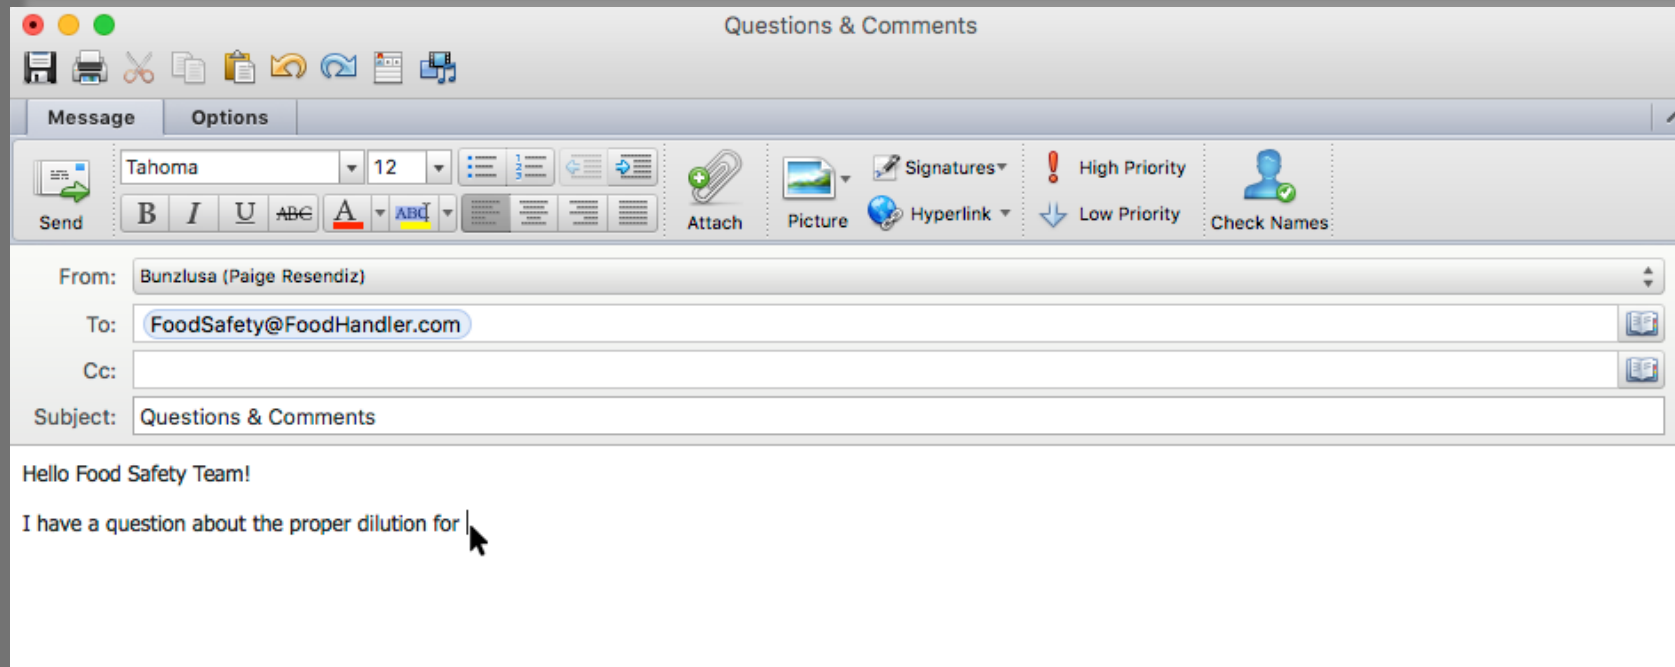 Questions & Comments
Message Options
Tahoma 12 Signatures High Priority
Send B I U ABC A ABC Attach Picture Hyperlink Low Priority Check Names
From: Bunzlusa (Paige Resendiz)
To: FoodSafety@FoodHandler.com
Cc:
Subject: Questions & Comments
Hello Food Safety Team!
I have a question about the proper dilution for